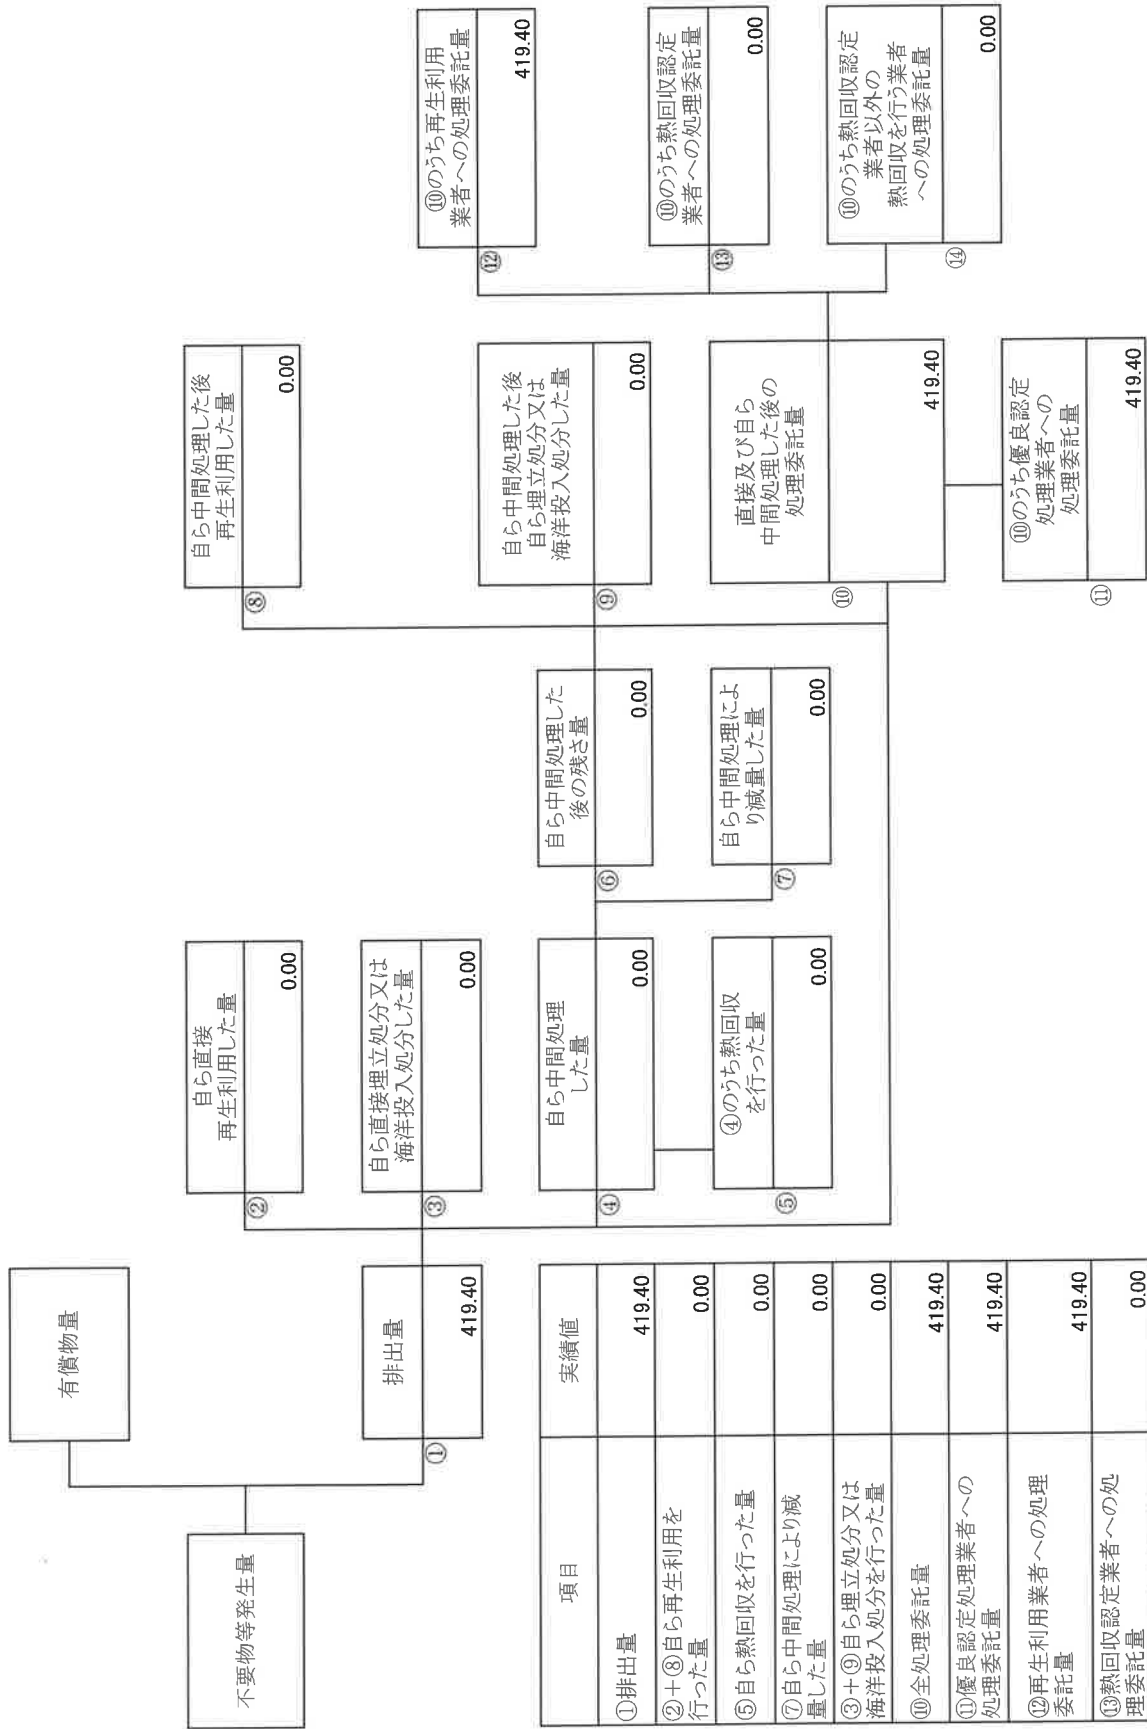 不要物等発生量
有償物量
①
排出量
419.40
②
自ら直接
再生利用した量
0.00
③
自ら直接埋立処分又は
海洋投入処分した量
0.00
④
自ら中間処理
した量
0.00
⑤
④のうち熱回収
を行った量
0.00
⑥
自ら中間処理した
後の残さ量
0.00
⑦
自ら中間処理によ
り減量した量
0.00
⑧
自ら中間処理した後
再生利用した量
0.00
⑨
自ら中間処理した後
自ら埋立処分又は
海洋投入処分した量
0.00
⑩
直接及び自ら
中間処理した後の
処理委託量
419.40
⑪
⑩のうち優良認定
処理業者への
処理委託量
419.40
⑫
⑩のうち再生利用
業者への処理委託量
419.40
⑬
⑩のうち熱回収認定
業者への処理委託量
0.00
⑭
⑩のうち熱回収認定
業者以外の
熱回収を行う業者
への処理委託量
0.00
項目 実績値
①排出量 419.40
②+⑧自ら再生利用を
行った量 0.00
⑤自ら熱回収を行った量 0.00
⑦自ら中間処理により減
量した量 0.00
③+⑨自ら埋立処分又は
海洋投入処分を行った量 0.00
⑩全処理委託量 419.40
⑪優良認定処理業者への
処理委託量 419.40
⑫再生利用業者への処理
委託量 419.40
⑬熱回収認定業者への処
理委託量 0.00